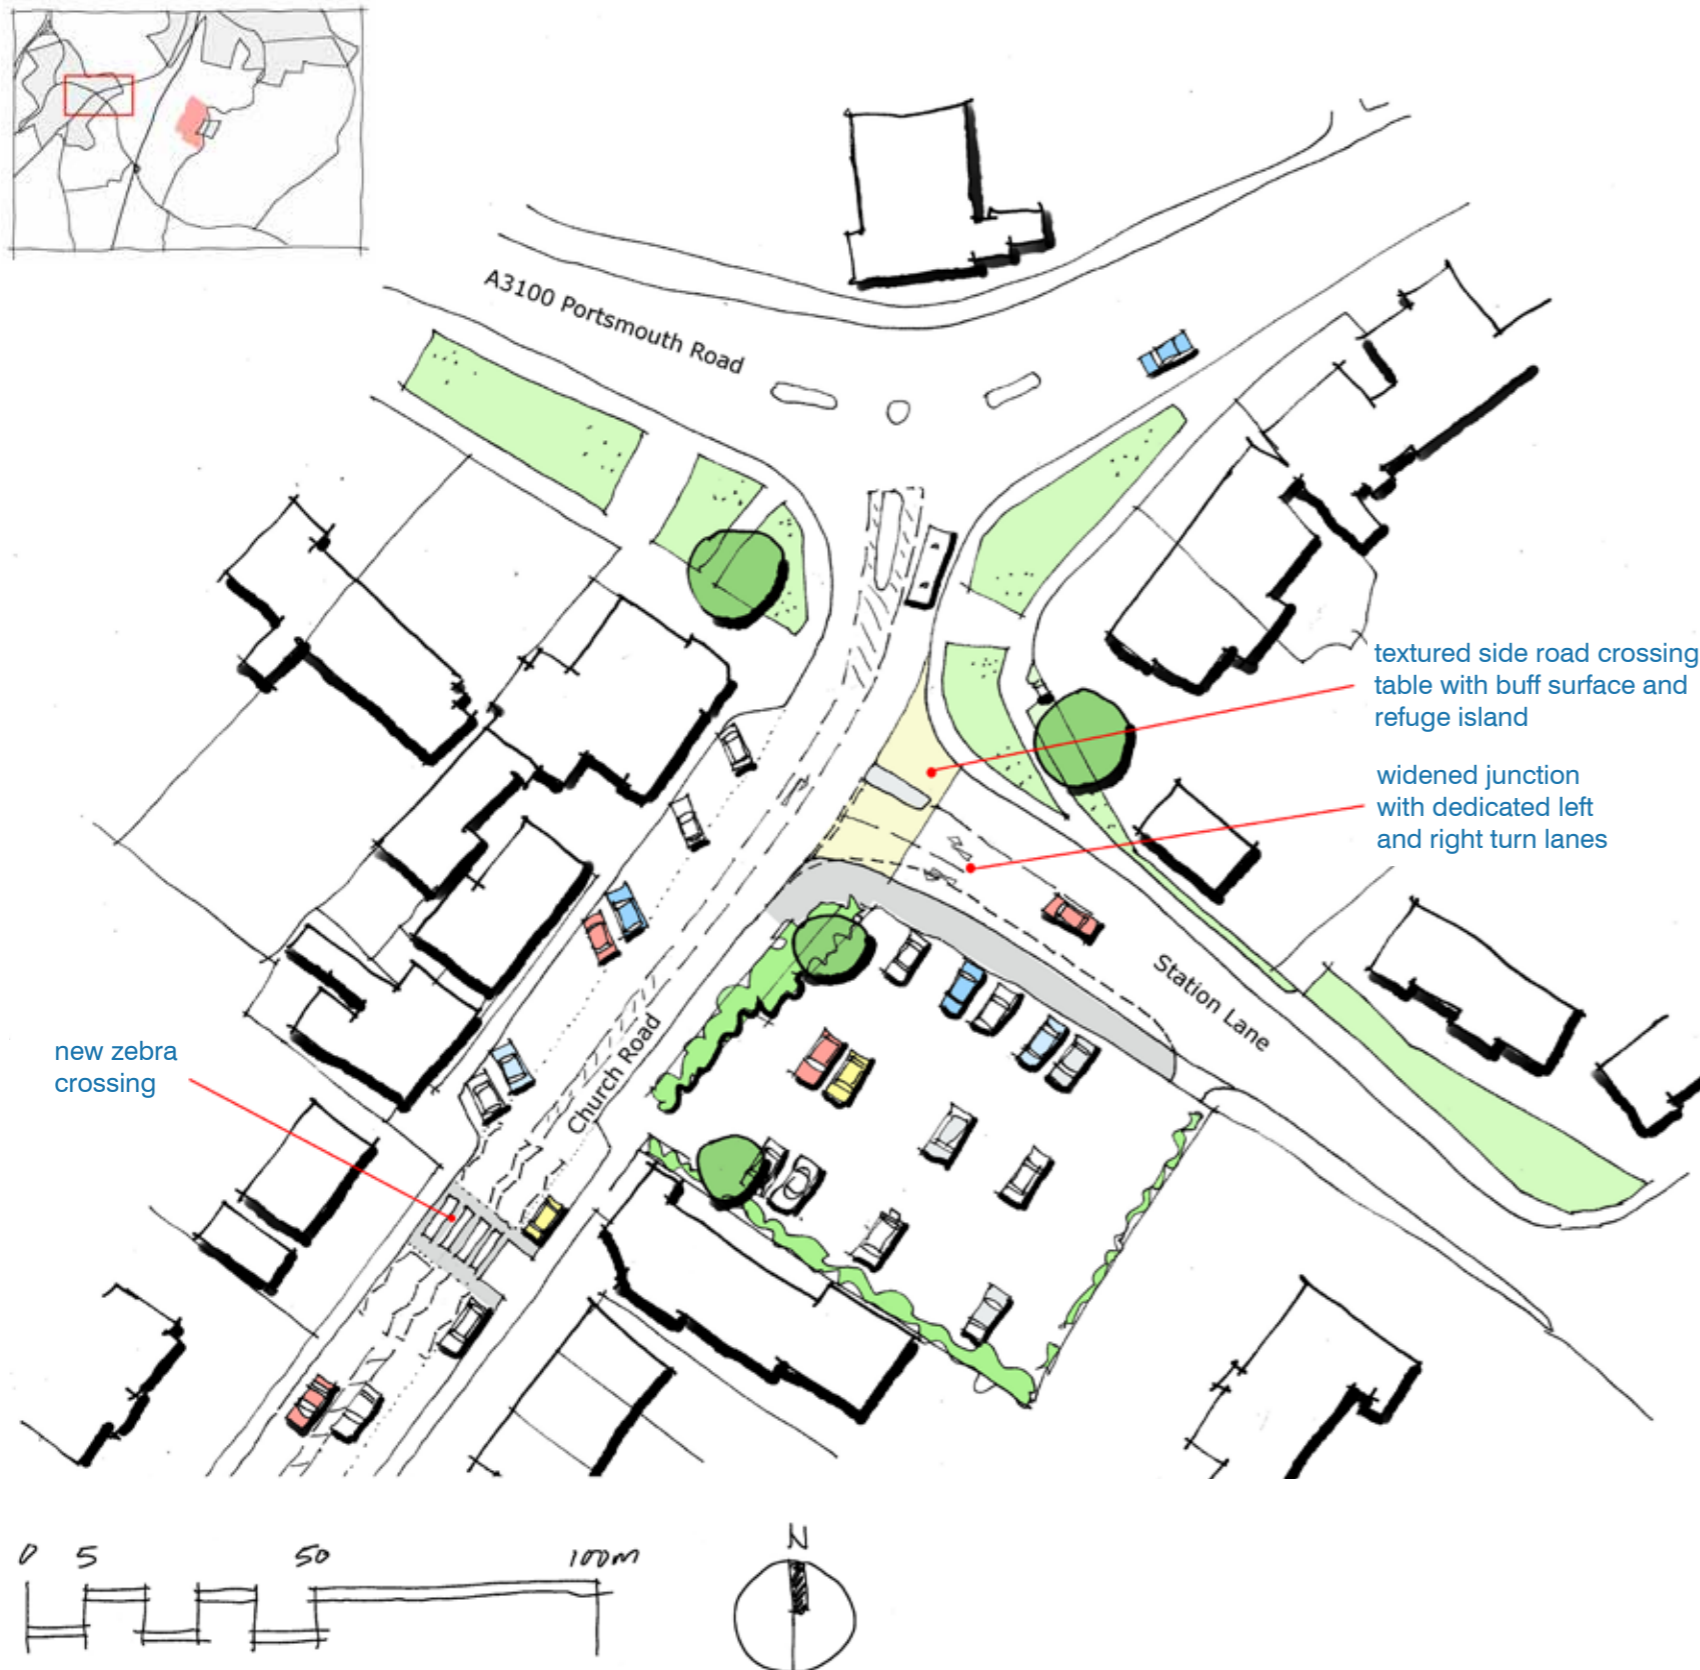 A3100 Portsmouth Road
textured side road crossing
table with buff surface and
refuge island
widened junction
with dedicated left
and right turn lanes
Station Lane
Church Road
new zebra
crossing
0 5 50 100m
N